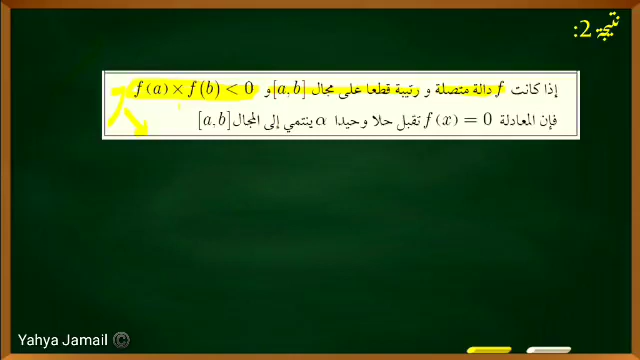 نتيجة 2:
إذا كانت f دالة متصلة و رتيبة قطعا على مجال [a,b] و f(a)×f(b)<0
فإن المعادلة f(x)=0 تقبل حلا وحيدا α ينتمي إلى المجال [a,b]
Yahya Jamail ©